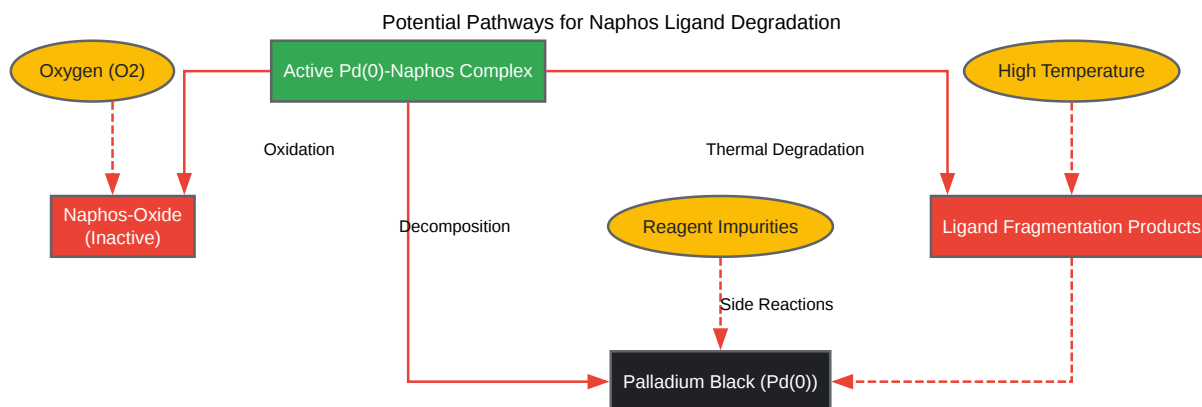 Potential Pathways for Naphos Ligand Degradation
Oxygen (O2)
Active Pd(0)-Naphos Complex
High Temperature
Oxidation
Thermal Degradation
Naphos-Oxide
(Inactive)
Decomposition
Reagent Impurities
Ligand Fragmentation Products
Side Reactions
Palladium Black (Pd(0))